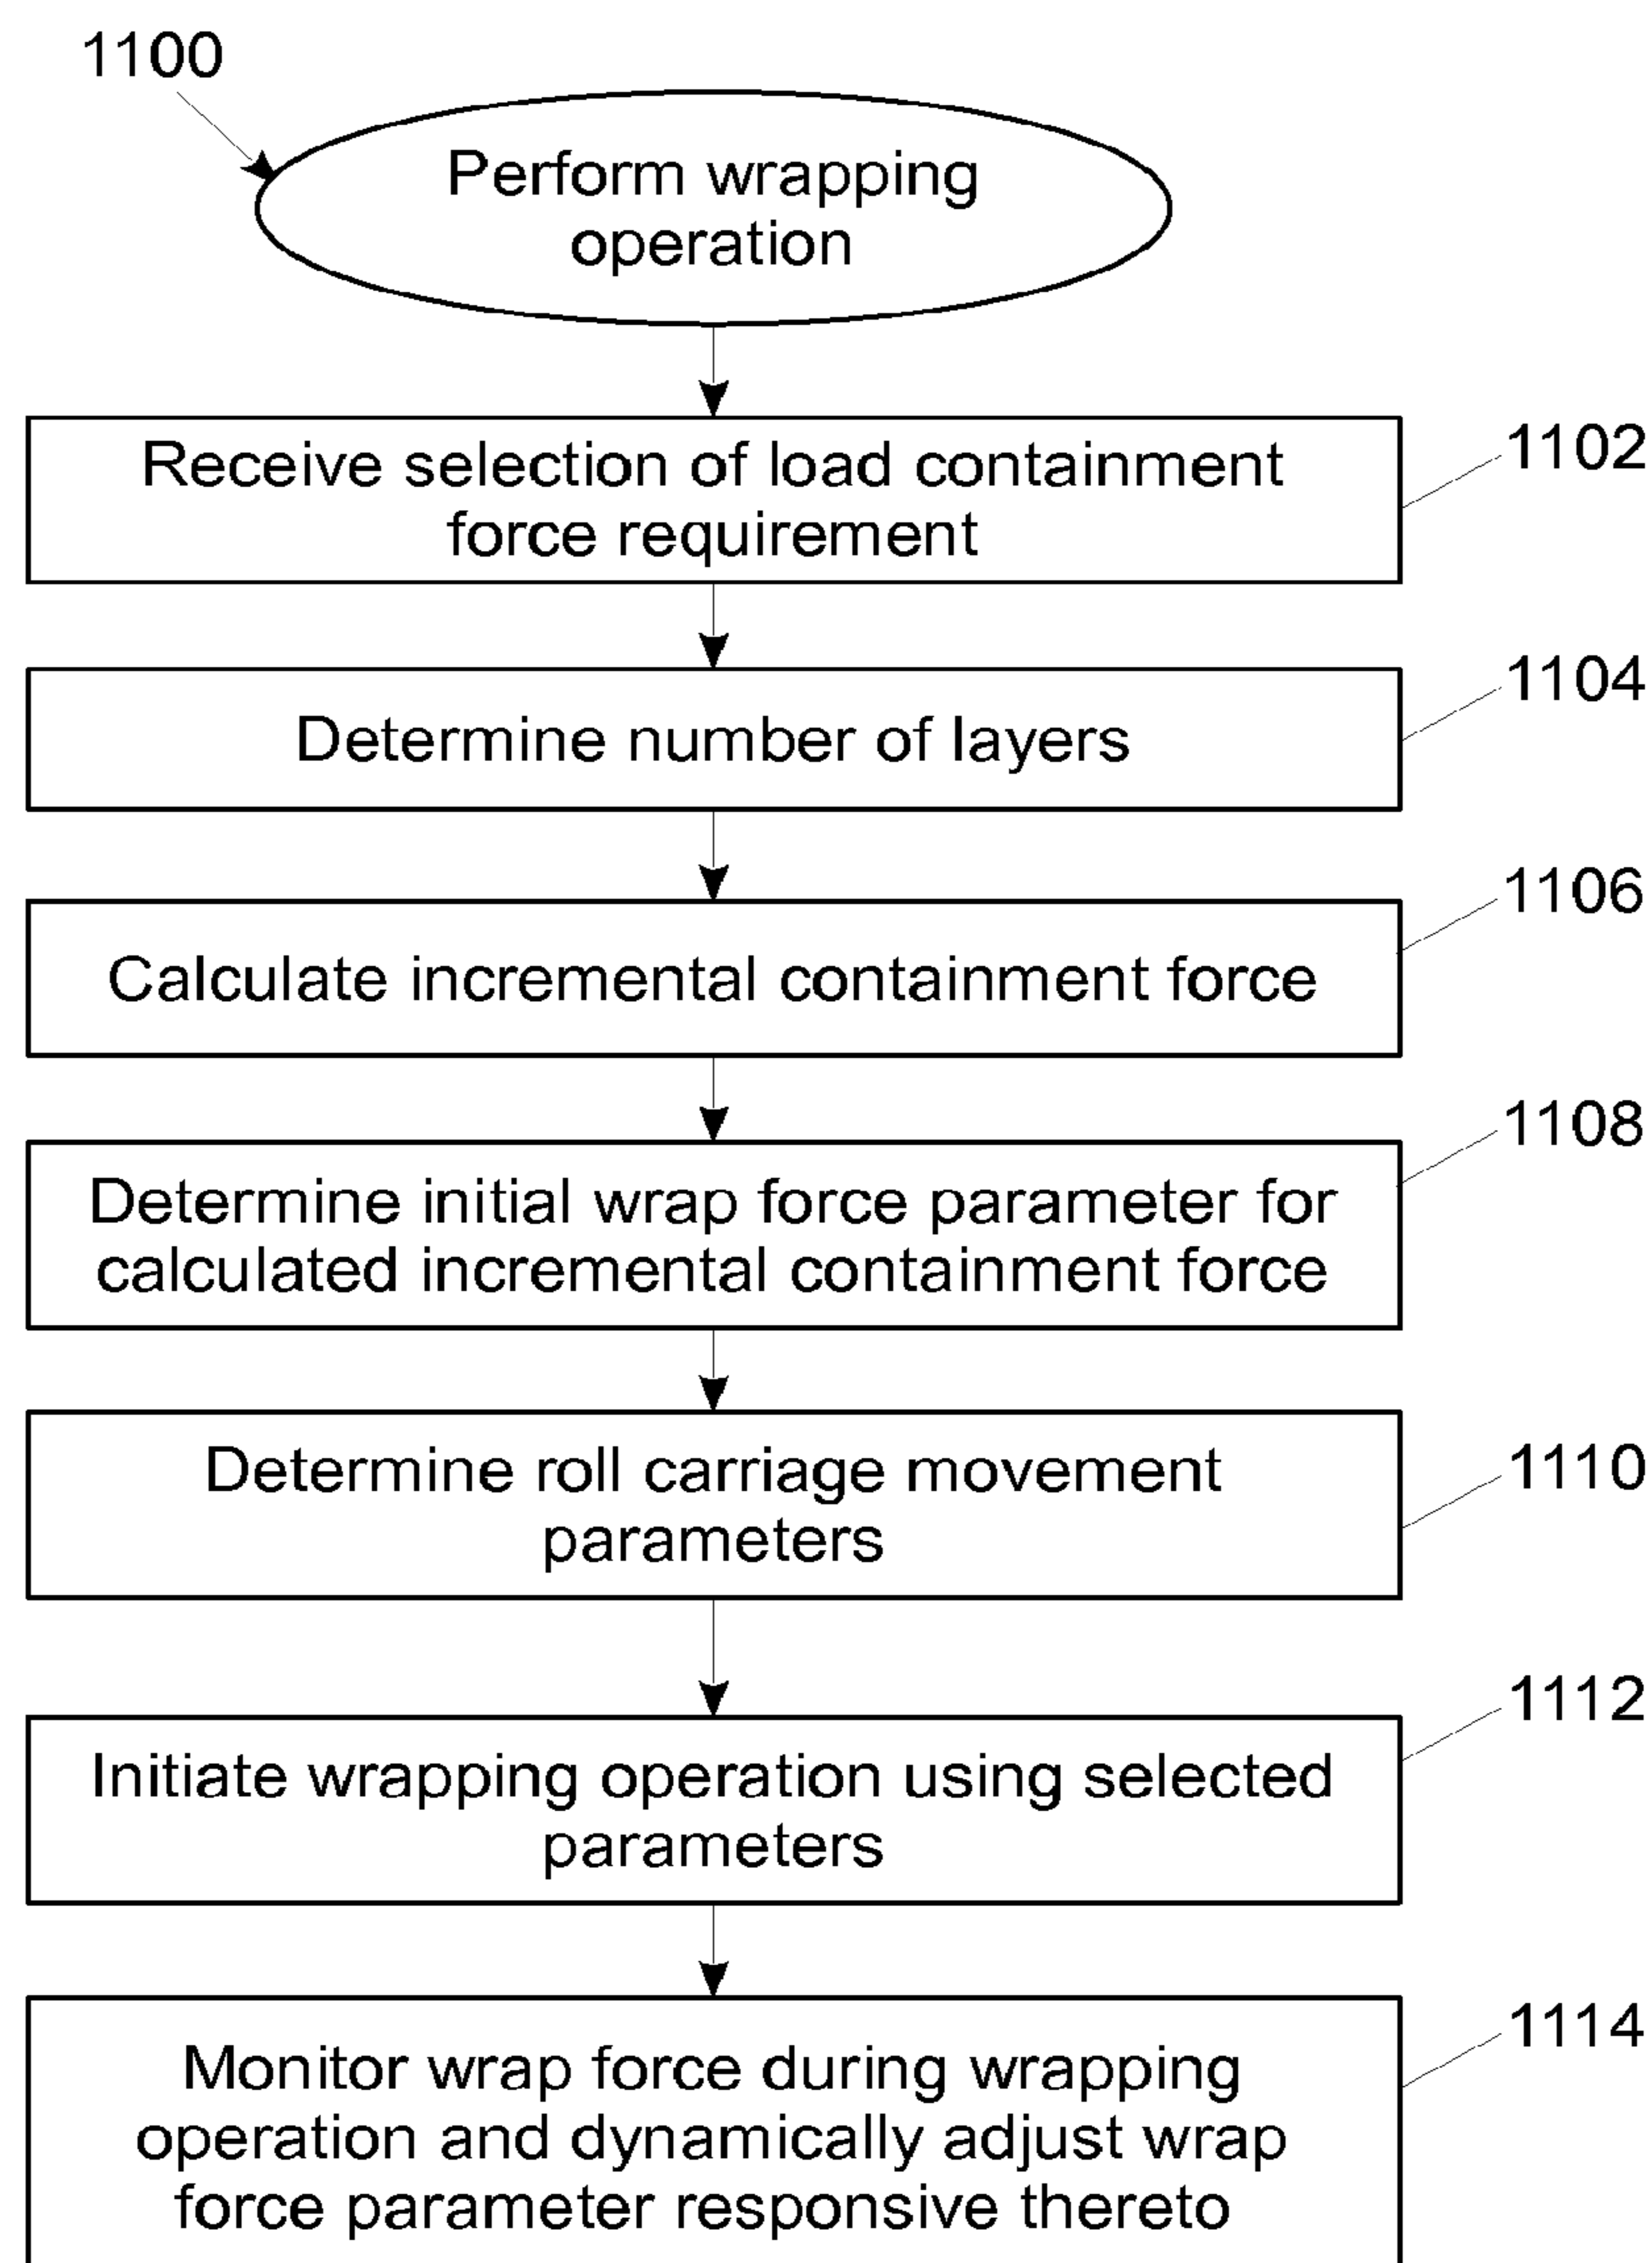 1100
Perform wrapping
operation
Receive selection of load containment
force requirement
1102
Determine number of layers
1104
Calculate incremental containment force
1106
Determine initial wrap force parameter for
calculated incremental containment force
1108
Determine roll carriage movement
parameters
1110
Initiate wrapping operation using selected
parameters
1112
Monitor wrap force during wrapping
operation and dynamically adjust wrap
force parameter responsive thereto
1114